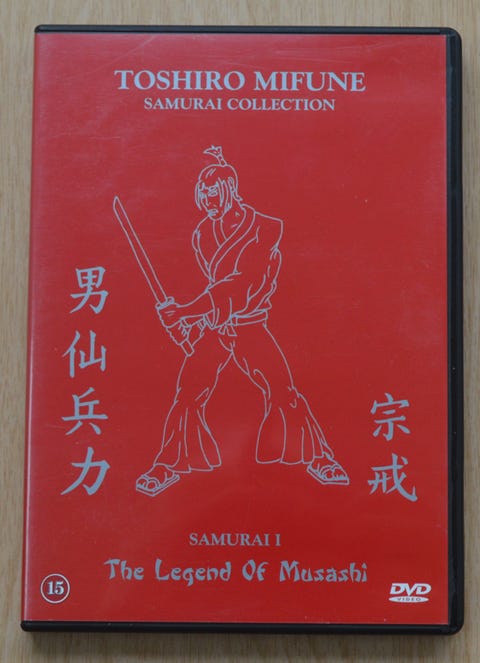 TOSHIRO MIFUNE
SAMURAI COLLECTION
男仙兵力
宗戒
SAMURAI I
The Legend Of Musashi
15
DVD
VIDEO